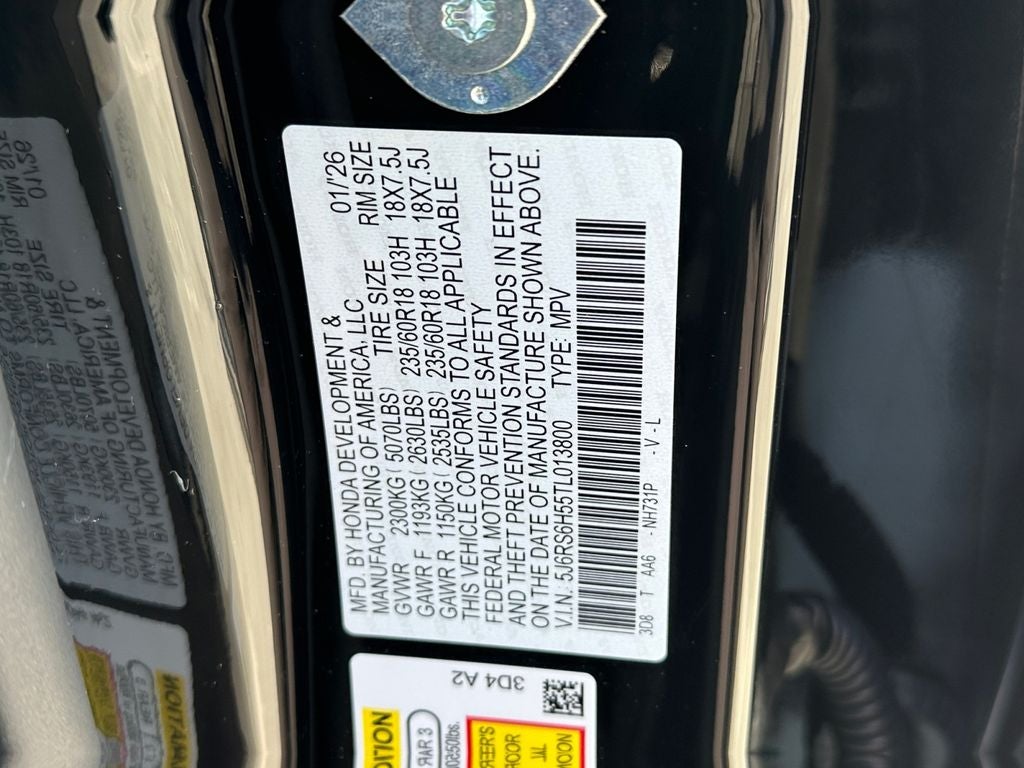 MFD. BY HONDA DEVELOPMENT & 01/26
MANUFACTURING OF AMERICA, LLC
TIRE SIZE RIM SIZE
GVWR 2300KG ( 5070LBS)
GAWR F 1193KG ( 2630LBS) 235/60R18 103H 18X7.5J
GAWR R 1150KG ( 2535LBS) 235/60R18 103H 18X7.5J
THIS VEHICLE CONFORMS TO ALL APPLICABLE
FEDERAL MOTOR VEHICLE SAFETY
AND THEFT PREVENTION STANDARDS IN EFFECT
ON THE DATE OF MANUFACTURE SHOWN ABOVE.
V.I.N. 5J6RS6H55TL013800 TYPE: MPV
3D8 T AA6 -NH731P -V-L
3D4 A2